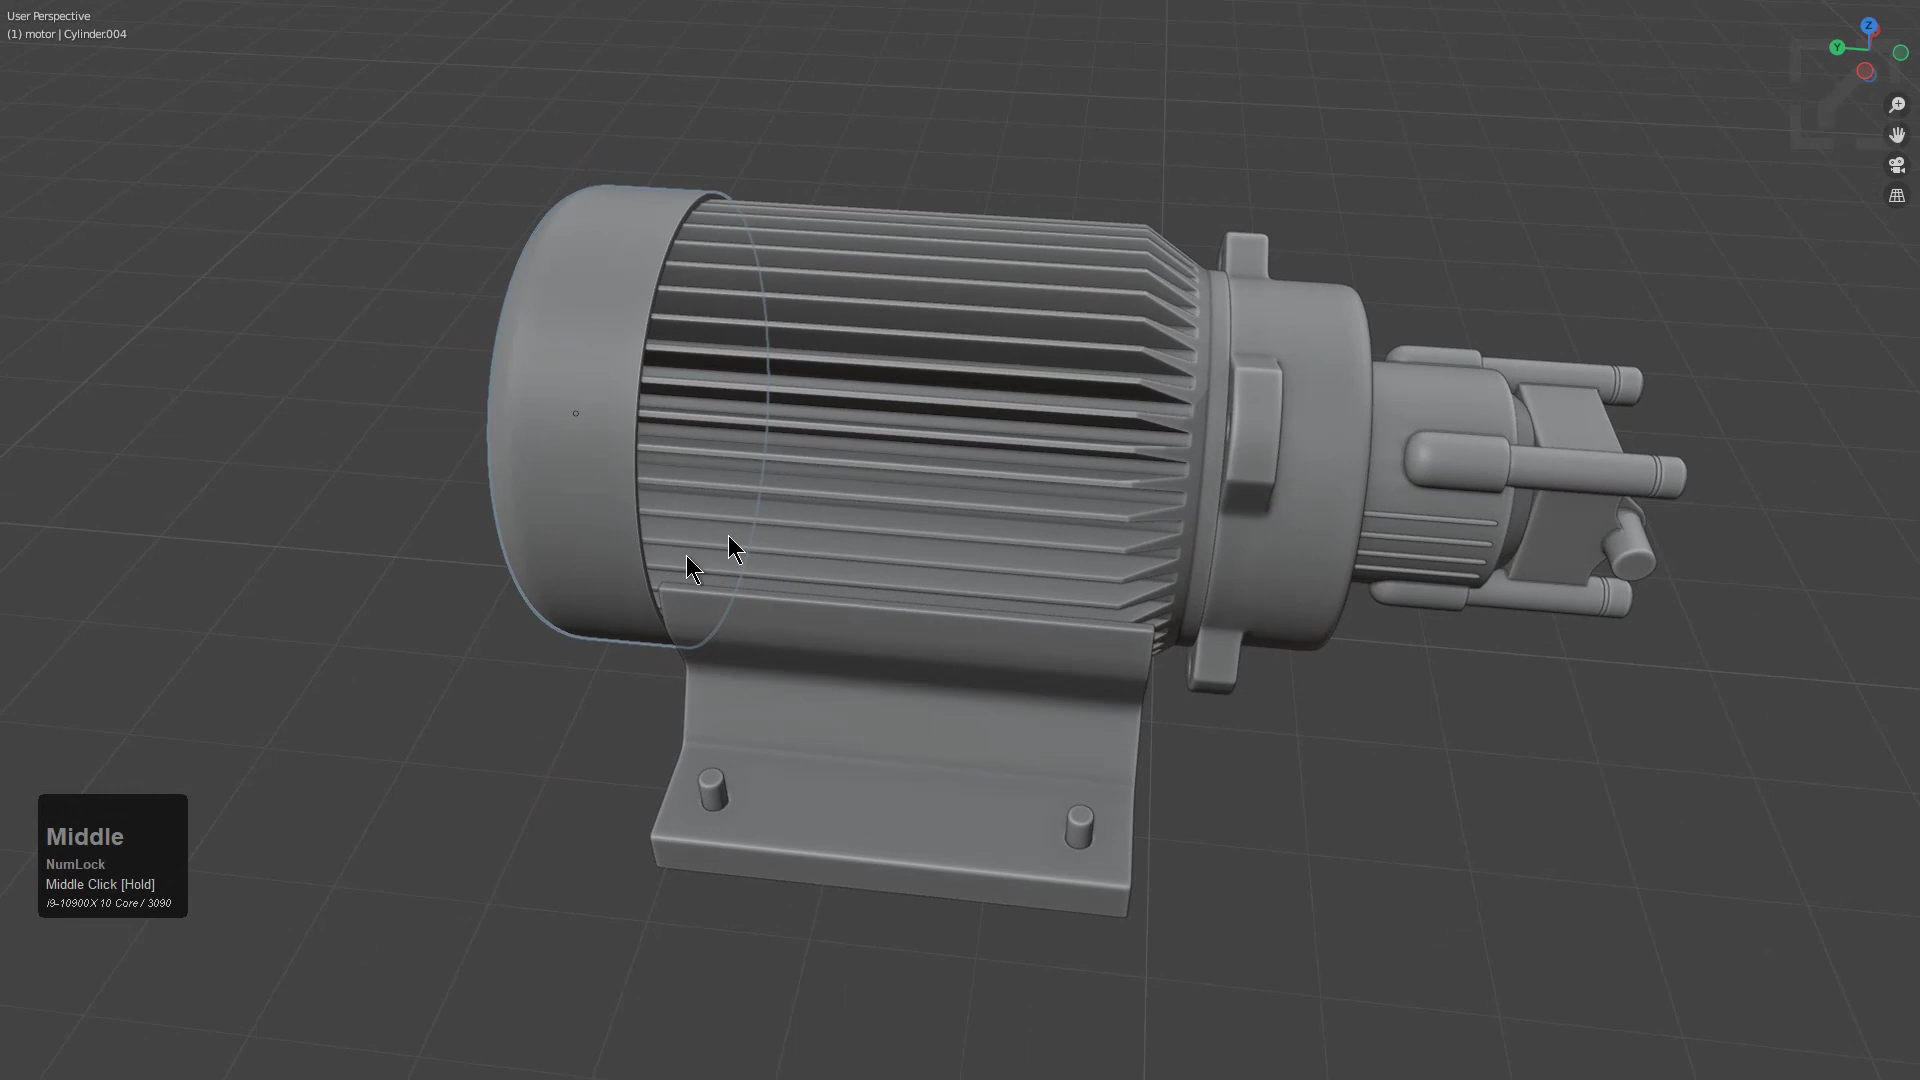 User Perspective
(1) motor | Cylinder.004
Z
Y
Middle
NumLock
Middle Click [Hold]
i9-10900X 10 Core / 3090